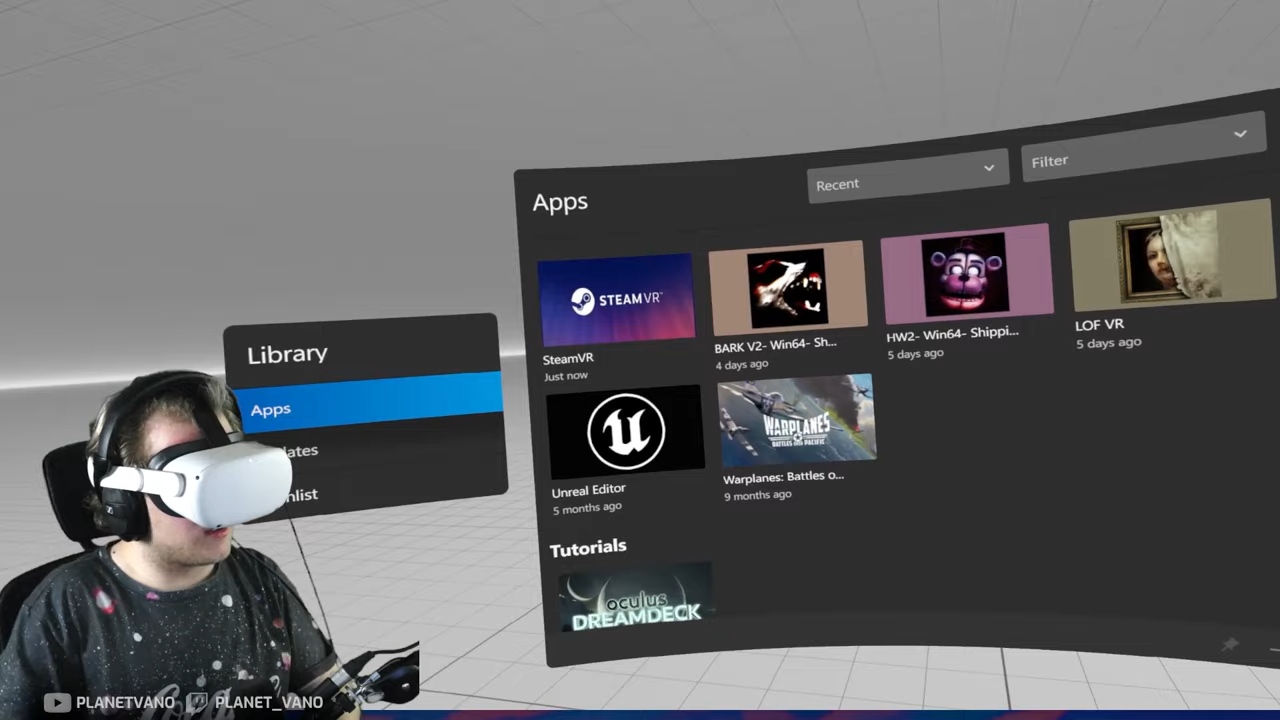 Apps
Recent
Filter
STEAMVR
SteamVR
Just now
BARK V2- Win64- Sh...
4 days ago
HW2- Win64- Shippi...
5 days ago
LOF VR
5 days ago
Library
Apps
lates
nlist
WARPLANES
Unreal Editor
5 months ago
Warplanes: Battles o...
9 months ago
Tutorials
oculus
DREAMDECK
PLANETVANO
PLANET_VANO